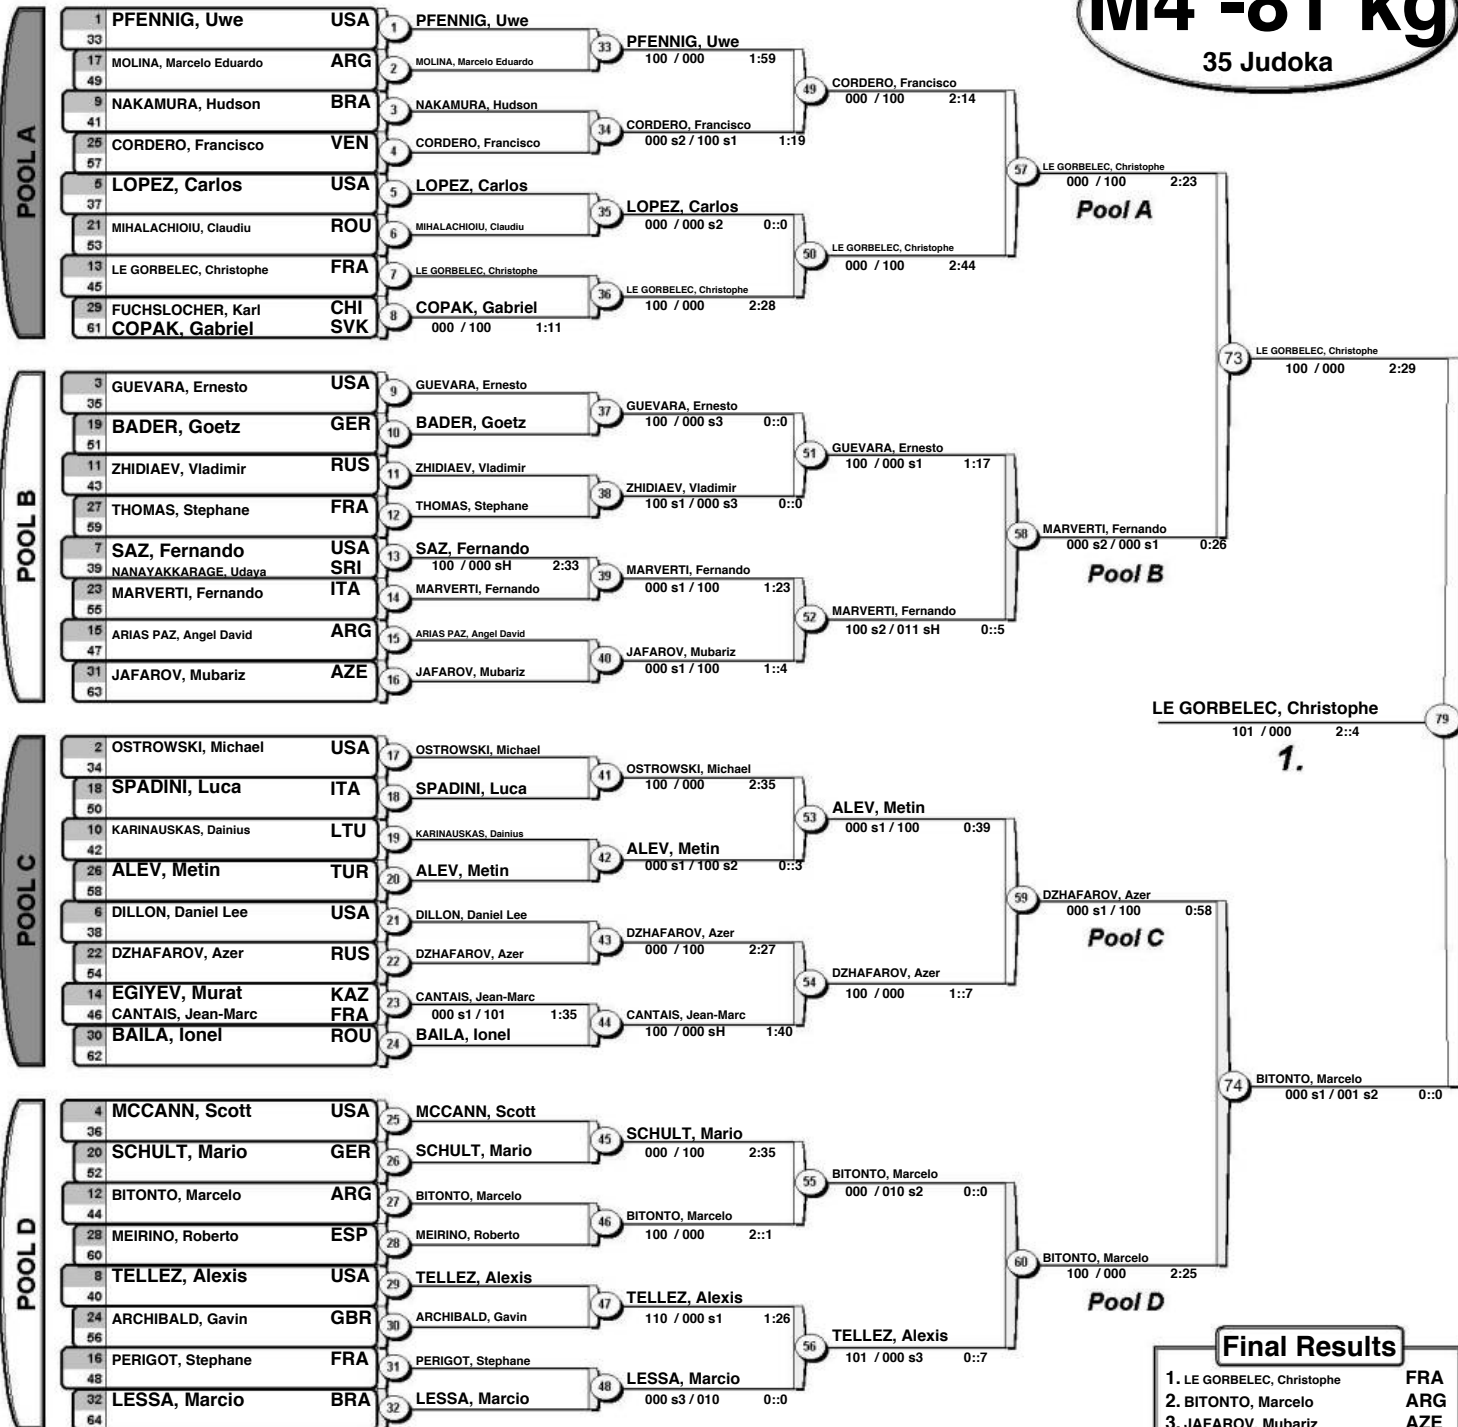 M4 -81 kg
35 Judoka
POOL A
1 PFENNIG, Uwe USA
33
17 MOLINA, Marcelo Eduardo ARG
49
9 NAKAMURA, Hudson BRA
41
25 CORDERO, Francisco VEN
57
5 LOPEZ, Carlos USA
37
21 MIHALACHIOIU, Claudiu ROU
53
13 LE GORBELEC, Christophe FRA
45
29 FUCHSLOCHER, Karl CHI
61 COPAK, Gabriel SVK
1 PFENNIG, Uwe
2 MOLINA, Marcelo Eduardo
3 NAKAMURA, Hudson
4 CORDERO, Francisco
5 LOPEZ, Carlos
6 MIHALACHIOIU, Claudiu
7 LE GORBELEC, Christophe
8 COPAK, Gabriel
000 / 100 1:11
33 PFENNIG, Uwe
100 / 000 1:59
34 CORDERO, Francisco
000 s2 / 100 s1 1:19
35 LOPEZ, Carlos
000 / 000 s2 0::0
36 LE GORBELEC, Christophe
100 / 000 2:28
49 CORDERO, Francisco
000 / 100 2:14
50 LE GORBELEC, Christophe
000 / 100 2:44
57 LE GORBELEC, Christophe
000 / 100 2:23
Pool A
POOL B
3 GUEVARA, Ernesto USA
35
19 BADER, Goetz GER
51
11 ZHIDIAEV, Vladimir RUS
43
27 THOMAS, Stephane FRA
59
7 SAZ, Fernando USA
39 NANAYAKKARAGE, Udaya SRI
23 MARVERTI, Fernando ITA
55
15 ARIAS PAZ, Angel David ARG
47
31 JAFAROV, Mubariz AZE
63
9 GUEVARA, Ernesto
10 BADER, Goetz
11 ZHIDIAEV, Vladimir
12 THOMAS, Stephane
13 SAZ, Fernando
100 / 000 sH 2:33
14 MARVERTI, Fernando
15 ARIAS PAZ, Angel David
16 JAFAROV, Mubariz
37 GUEVARA, Ernesto
100 / 000 s3 0::0
38 ZHIDIAEV, Vladimir
100 s1 / 000 s3 0::0
39 MARVERTI, Fernando
000 s1 / 100 1:23
40 JAFAROV, Mubariz
000 s1 / 100 1::4
51 GUEVARA, Ernesto
100 / 000 s1 1:17
52 MARVERTI, Fernando
100 s2 / 011 sH 0::5
58 MARVERTI, Fernando
000 s2 / 000 s1 0:26
Pool B
73 LE GORBELEC, Christophe
100 / 000 2:29
LE GORBELEC, Christophe 79
101 / 000 2::4
1.
POOL C
2 OSTROWSKI, Michael USA
34
18 SPADINI, Luca ITA
50
10 KARINAUSKAS, Dainius LTU
42
26 ALEV, Metin TUR
58
6 DILLON, Daniel Lee USA
38
22 DZHAFAROV, Azer RUS
54
14 EGIYEV, Murat KAZ
46 CANTAIS, Jean-Marc FRA
30 BAILA, Ionel ROU
62
17 OSTROWSKI, Michael
18 SPADINI, Luca
19 KARINAUSKAS, Dainius
20 ALEV, Metin
21 DILLON, Daniel Lee
22 DZHAFAROV, Azer
23 CANTAIS, Jean-Marc
000 s1 / 101 1:35
24 BAILA, Ionel
41 OSTROWSKI, Michael
100 / 000 2:35
42 ALEV, Metin
000 s1 / 100 s2 0::3
43 DZHAFAROV, Azer
000 / 100 2:27
44 CANTAIS, Jean-Marc
100 / 000 sH 1:40
53 ALEV, Metin
000 s1 / 100 0:39
54 DZHAFAROV, Azer
100 / 000 1::7
59 DZHAFAROV, Azer
000 s1 / 100 0:58
Pool C
POOL D
4 MCCANN, Scott USA
36
20 SCHULT, Mario GER
52
12 BITONTO, Marcelo ARG
44
28 MEIRINO, Roberto ESP
60
8 TELLEZ, Alexis USA
40
24 ARCHIBALD, Gavin GBR
56
16 PERIGOT, Stephane FRA
48
32 LESSA, Marcio BRA
64
25 MCCANN, Scott
26 SCHULT, Mario
27 BITONTO, Marcelo
28 MEIRINO, Roberto
29 TELLEZ, Alexis
30 ARCHIBALD, Gavin
31 PERIGOT, Stephane
32 LESSA, Marcio
45 SCHULT, Mario
000 / 100 2:35
46 BITONTO, Marcelo
100 / 000 2::1
47 TELLEZ, Alexis
110 / 000 s1 1:26
48 LESSA, Marcio
000 s3 / 010 0::0
55 BITONTO, Marcelo
000 / 010 s2 0::0
56 TELLEZ, Alexis
101 / 000 s3 0::7
60 BITONTO, Marcelo
100 / 000 2:25
Pool D
74 BITONTO, Marcelo
000 s1 / 001 s2 0::0
Final Results
1. LE GORBELEC, Christophe FRA
2. BITONTO, Marcelo ARG
3. JAFAROV, Mubariz AZE